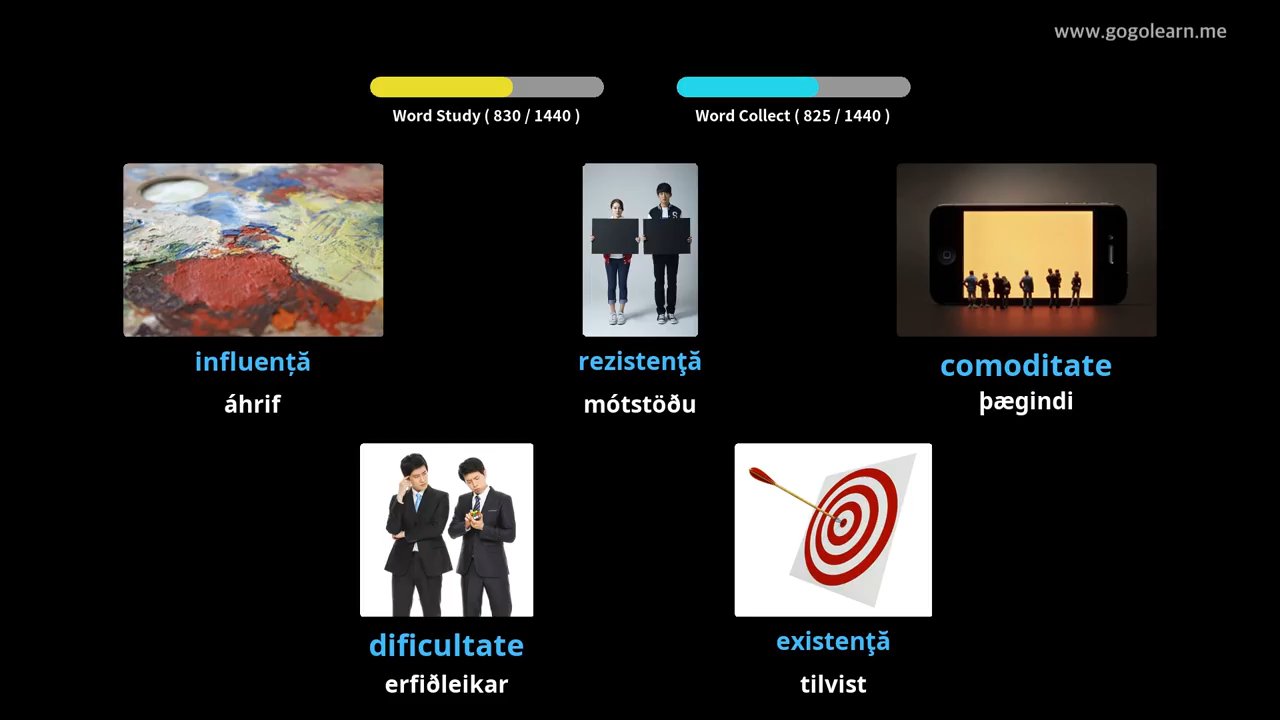 www.gogolearn.me
Word Study ( 830 / 1440 )
Word Collect ( 825 / 1440 )
influență
rezistenţă
comoditate
áhrif
mótstöðu
þægindi
dificultate
existenţă
erfiðleikar
tilvist